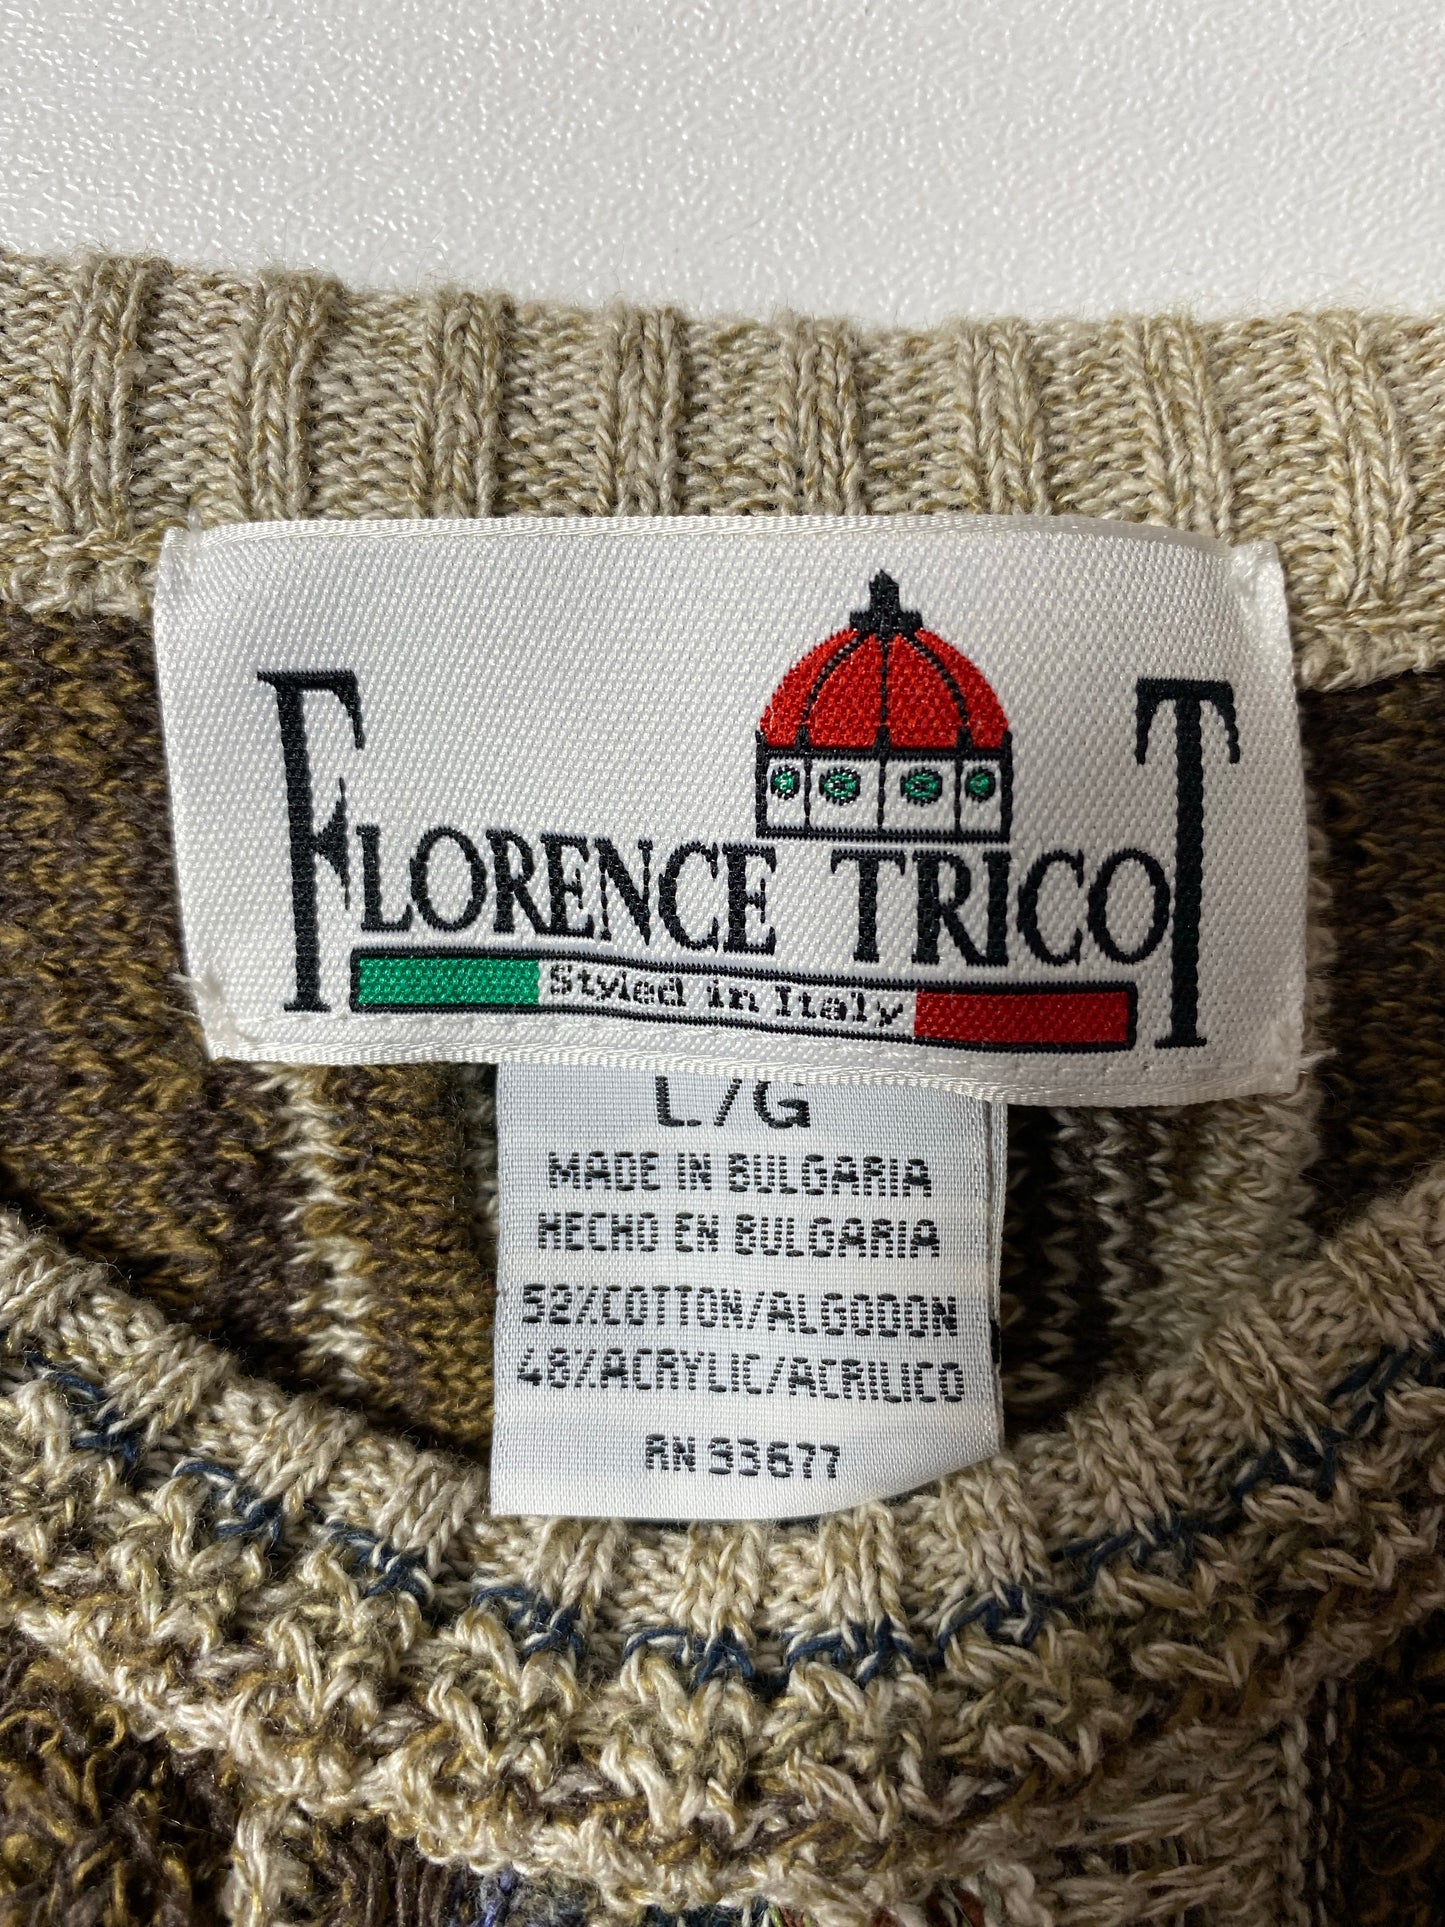 FLORENCE TRICOT
Styled in Italy
L/G
MADE IN BULGARIA
HECHO EN BULGARIA
52%COTTON/ALGODON
48%ACRYLIC/ACRILICO
RN 93677